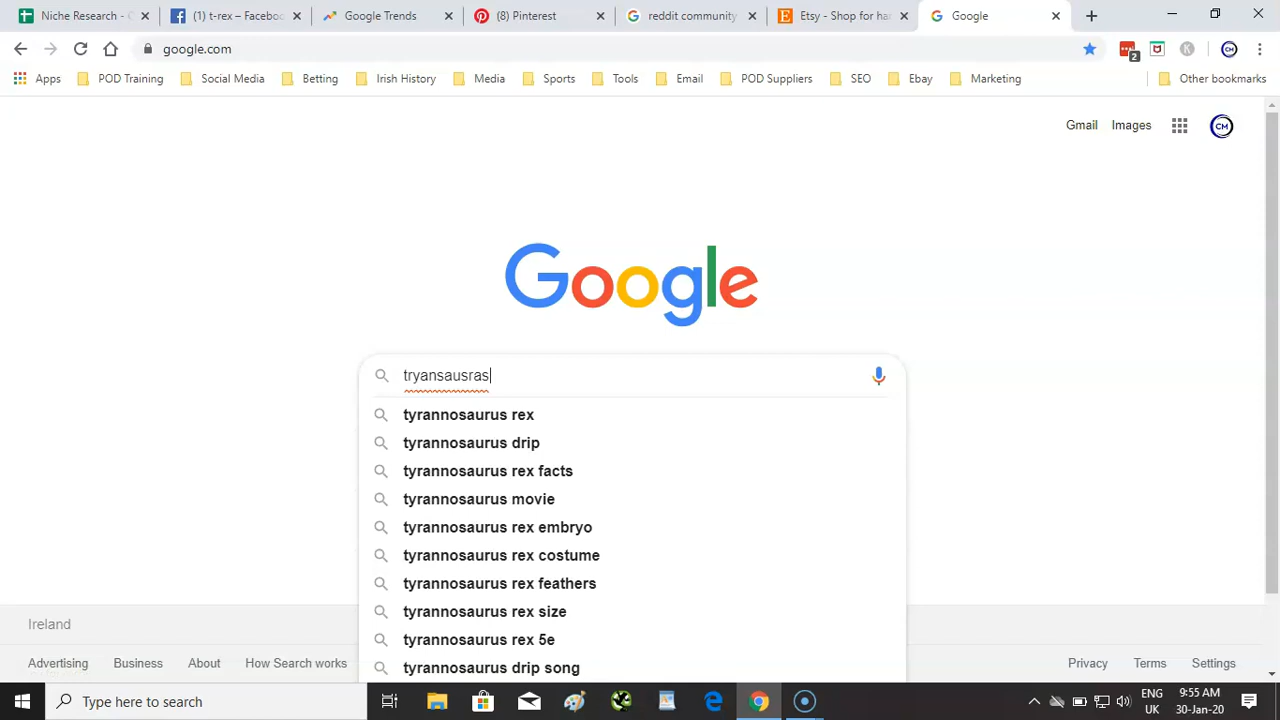 Niche Research - C
(1) t-rex – Faceboo
Google Trends
(8) Pinterest
reddit community
Etsy - Shop for har
Google
google.com
2
K
CM
Apps
POD Training
Social Media
Betting
Irish History
Media
Sports
Tools
Email
POD Suppliers
SEO
Ebay
Marketing
Other bookmarks
Gmail
Images
CM
Google
tryansausras
tyrannosaurus rex
tyrannosaurus drip
tyrannosaurus rex facts
tyrannosaurus movie
tyrannosaurus rex embryo
tyrannosaurus rex costume
tyrannosaurus rex feathers
tyrannosaurus rex size
tyrannosaurus rex 5e
tyrannosaurus drip song
Ireland
Advertising
Business
About
How Search works
Privacy
Terms
Settings
Type here to search
ENG
UK
9:55 AM
30-Jan-20